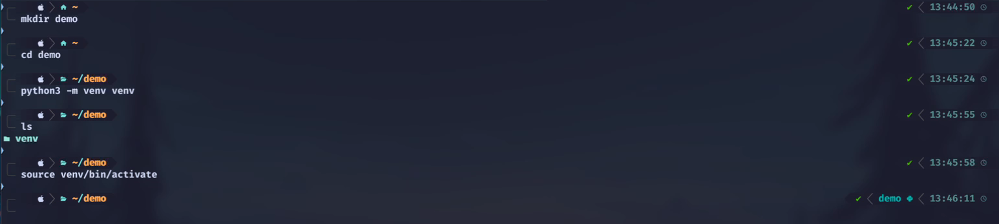 ~ 13:44:50
mkdir demo
~ 13:45:22
cd demo
~/demo 13:45:24
python3 -m venv venv
~/demo 13:45:55
ls
venv
~/demo 13:45:58
source venv/bin/activate
~/demo demo 13:46:11